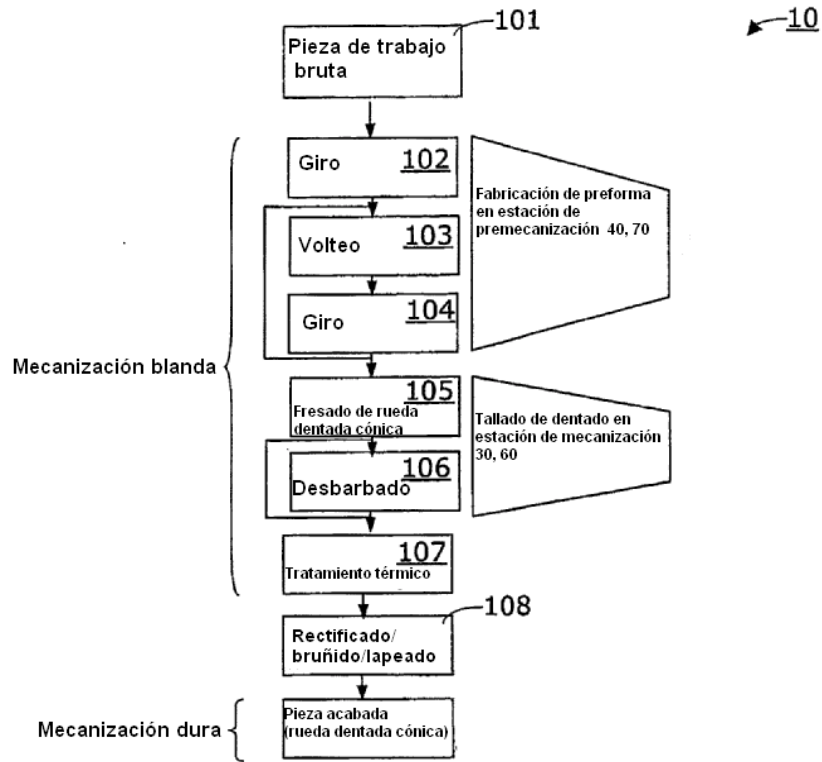 101
10
Pieza de trabajo
bruta
Giro
102
Fabricación de preforma
en estación de
premecanización 40, 70
Volteo
103
Giro
104
Mecanización blanda
105
Fresado de rueda
dentada cónica
Tallado de dentado en
estación de mecanización
30, 60
106
Desbarbado
107
Tratamiento térmico
108
Rectificado/
bruñido/lapeado
Mecanización dura
Pieza acabada
(rueda dentada cónica)